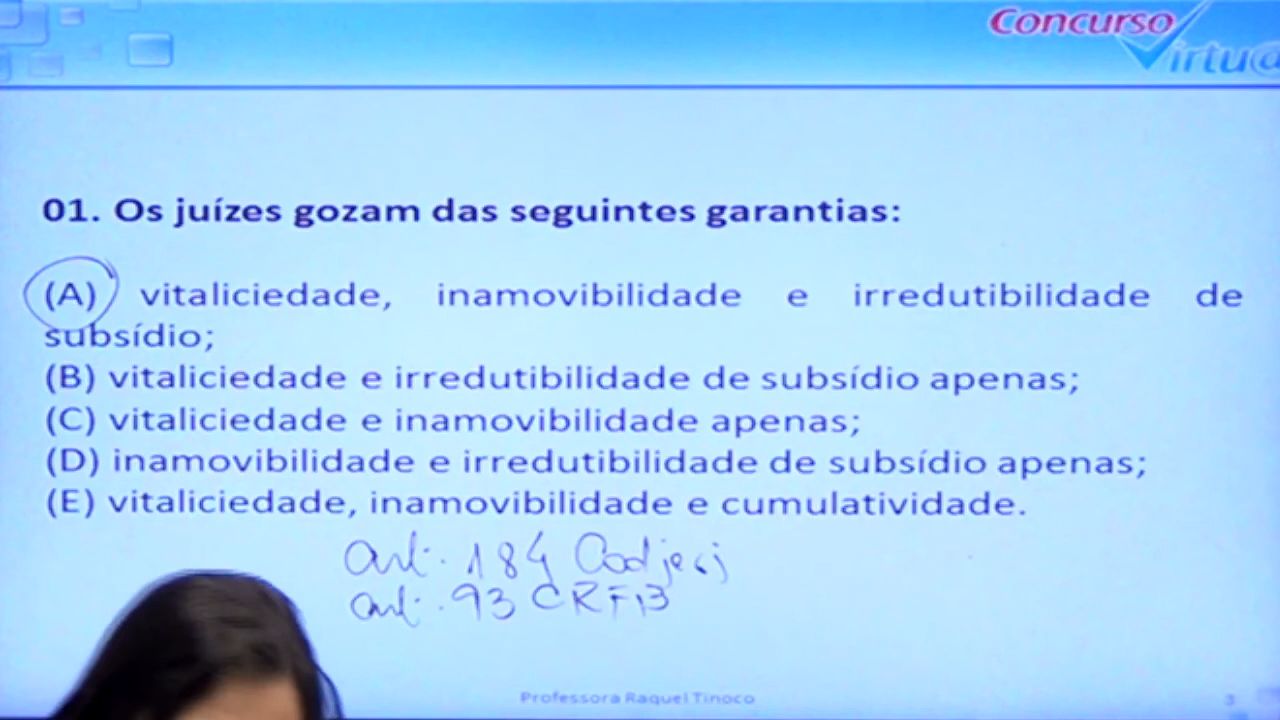 Concurso
Virtu@
01. Os juízes gozam das seguintes garantias:
(A) vitaliciedade, inamovibilidade e irredutibilidade de
subsídio;
(B) vitaliciedade e irredutibilidade de subsídio apenas;
(C) vitaliciedade e inamovibilidade apenas;
(D) inamovibilidade e irredutibilidade de subsídio apenas;
(E) vitaliciedade, inamovibilidade e cumulatividade.
art. 184 Codjerj
art. 93 CRFB
Professora Raquel Tinoco
3